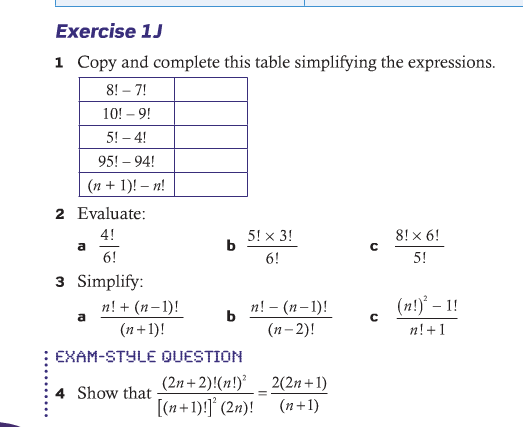 Exercise 1J
1 Copy and complete this table simplifying the expressions.
8! – 7!
10! – 9!
5! – 4!
95! – 94!
(n + 1)! – n!
2 Evaluate:
a 4!/6! b 5! × 3!/6! c 8! × 6!/5!
3 Simplify:
a n! + (n−1)!/(n+1)! b n! − (n−1)!/(n−2)! c (n!)² − 1!/n! + 1
EXAM-STYLE QUESTION
4 Show that (2n+2)!(n!)²/[(n+1)!]² (2n)! = 2(2n+1)/(n+1)